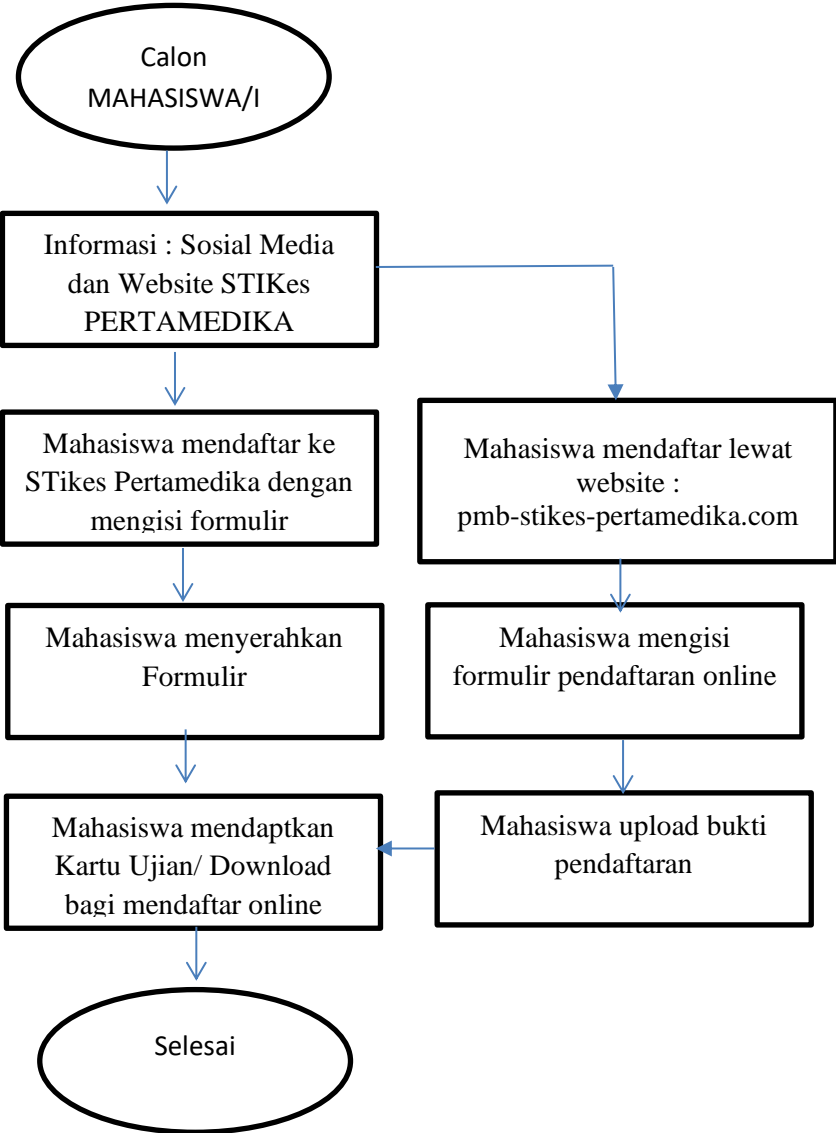 Calon
MAHASISWA/I
Informasi : Sosial Media
dan Website STIKes
PERTAMEDIKA
Mahasiswa mendaftar ke
STikes Pertamedika dengan
mengisi formulir
Mahasiswa mendaftar lewat
website :
pmb-stikes-pertamedika.com
Mahasiswa menyerahkan
Formulir
Mahasiswa mengisi
formulir pendaftaran online
Mahasiswa mendaptkan
Kartu Ujian/ Download
bagi mendaftar online
Mahasiswa upload bukti
pendaftaran
Selesai